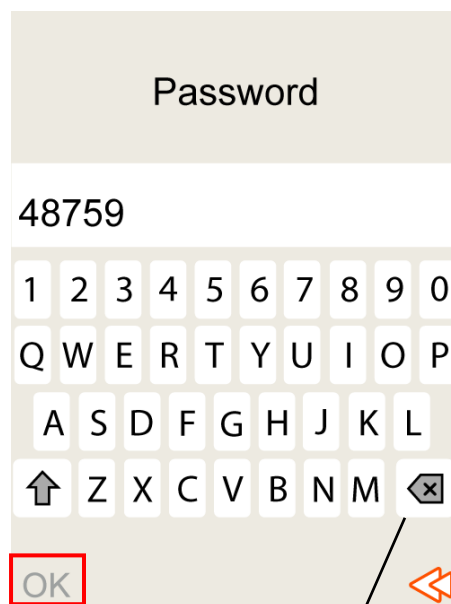 Password
48759
1 2 3 4 5 6 7 8 9 0
Q W E R T Y U I O P
A S D F G H J K L
Z X C V B N M
OK